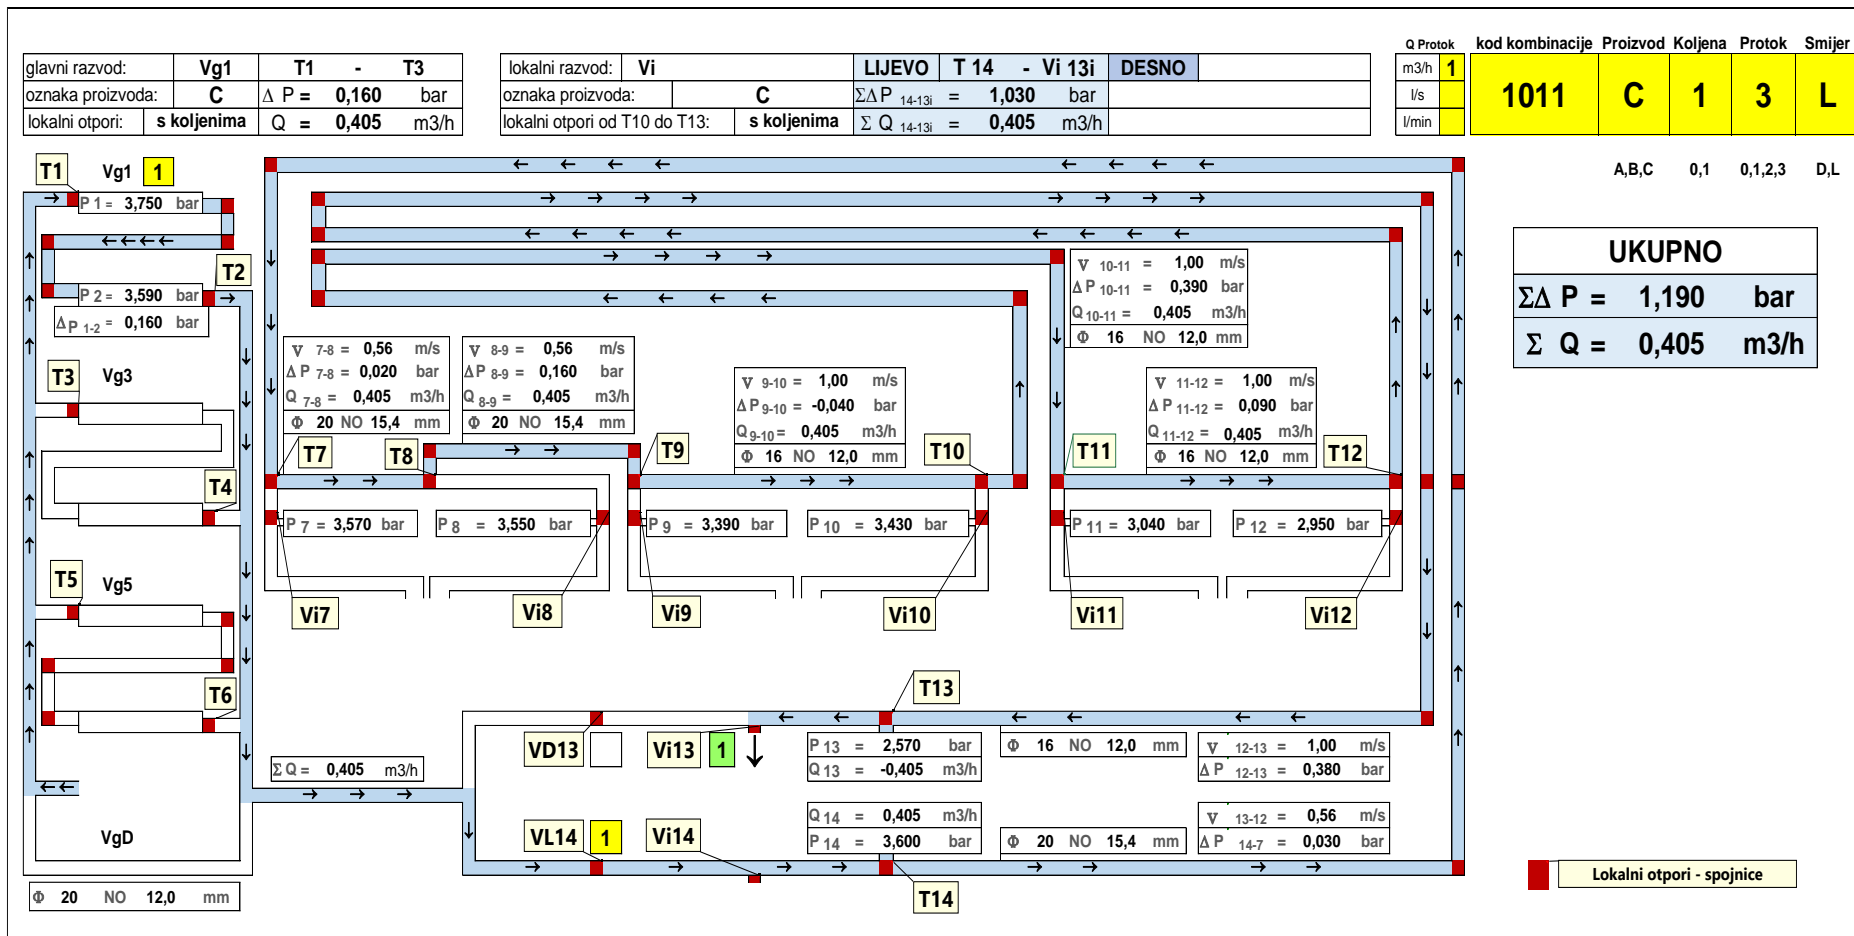 glavni razvod: Vg1 T1 - T3
oznaka proizvoda: C Δ P = 0,160 bar
lokalni otpori: s koljenima Q = 0,405 m3/h
lokalni razvod: Vi LIJEVO T 14 - Vi 13i DESNO
oznaka proizvoda: C ΣΔP 14-13i = 1,030 bar
lokalni otpori od T10 do T13: s koljenima Σ Q 14-13i = 0,405 m3/h
Q Protok
m3/h 1
l/s
l/min
kod kombinacije Proizvod Koljena Protok Smijer
1011 C 1 3 L
A,B,C 0,1 0,1,2,3 D,L
UKUPNO
ΣΔ P = 1,190 bar
Σ Q = 0,405 m3/h
T1 Vg1 1
P 1 = 3,750 bar
T2
P 2 = 3,590 bar
ΔP 1-2 = 0,160 bar
T3 Vg3
T4
T5 Vg5
T6
VgD
Φ 20 NO 12,0 mm
V 7-8 = 0,56 m/s
ΔP 7-8 = 0,020 bar
Q 7-8 = 0,405 m3/h
Φ 20 NO 15,4 mm
V 8-9 = 0,56 m/s
ΔP 8-9 = 0,160 bar
Q 8-9 = 0,405 m3/h
Φ 20 NO 15,4 mm
V 9-10 = 1,00 m/s
ΔP 9-10 = -0,040 bar
Q 9-10 = 0,405 m3/h
Φ 16 NO 12,0 mm
V 10-11 = 1,00 m/s
ΔP 10-11 = 0,390 bar
Q 10-11 = 0,405 m3/h
Φ 16 NO 12,0 mm
V 11-12 = 1,00 m/s
ΔP 11-12 = 0,090 bar
Q 11-12 = 0,405 m3/h
Φ 16 NO 12,0 mm
T7 T8 T9 T10 T11 T12
P 7 = 3,570 bar
P 8 = 3,550 bar
P 9 = 3,390 bar
P 10 = 3,430 bar
P 11 = 3,040 bar
P 12 = 2,950 bar
Vi7 Vi8 Vi9 Vi10 Vi11 Vi12
T13
ΣQ = 0,405 m3/h
VD13 Vi13 1
P 13 = 2,570 bar
Q 13 = -0,405 m3/h
Φ 16 NO 12,0 mm
V 12-13 = 1,00 m/s
ΔP 12-13 = 0,380 bar
VL14 1 Vi14
Q 14 = 0,405 m3/h
P 14 = 3,600 bar
Φ 20 NO 15,4 mm
V 13-12 = 0,56 m/s
ΔP 14-7 = 0,030 bar
T14
Lokalni otpori - spojnice